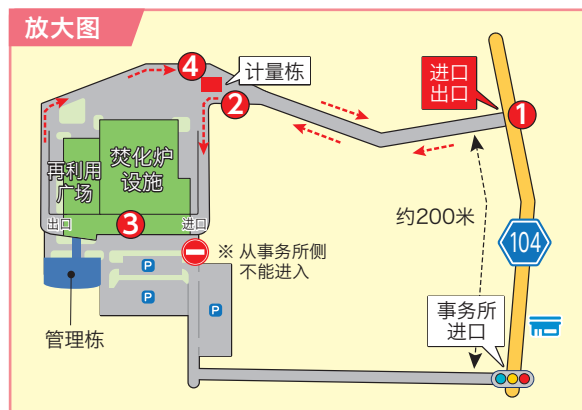 放大图
4
计量栋
2
进口
出口
1
焚化炉
设施
再利用
广场
出口
3
进口
※ 从事务所侧
不能进入
约200米
104
P
P
P
事务所
进口
管理栋